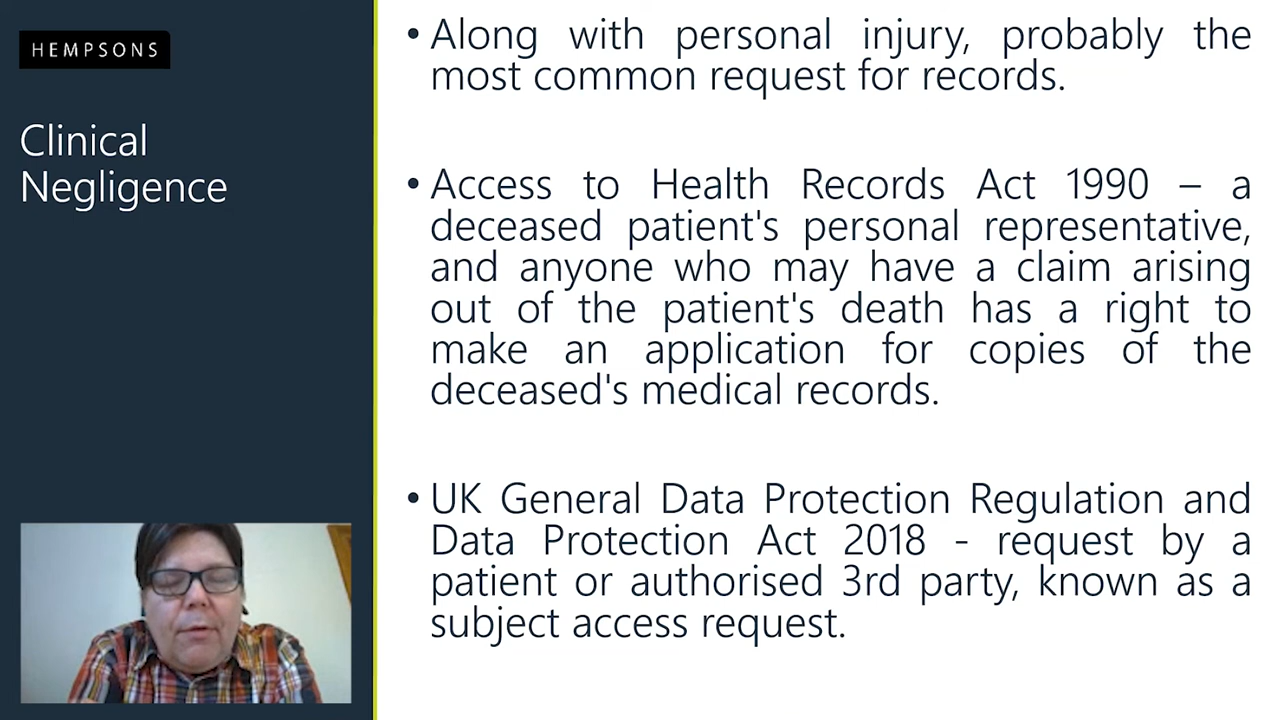 HEMPSONS
Clinical
Negligence
• Along with personal injury, probably the
most common request for records.
• Access to Health Records Act 1990 – a
deceased patient's personal representative,
and anyone who may have a claim arising
out of the patient's death has a right to
make an application for copies of the
deceased's medical records.
• UK General Data Protection Regulation and
Data Protection Act 2018 - request by a
patient or authorised 3rd party, known as a
subject access request.